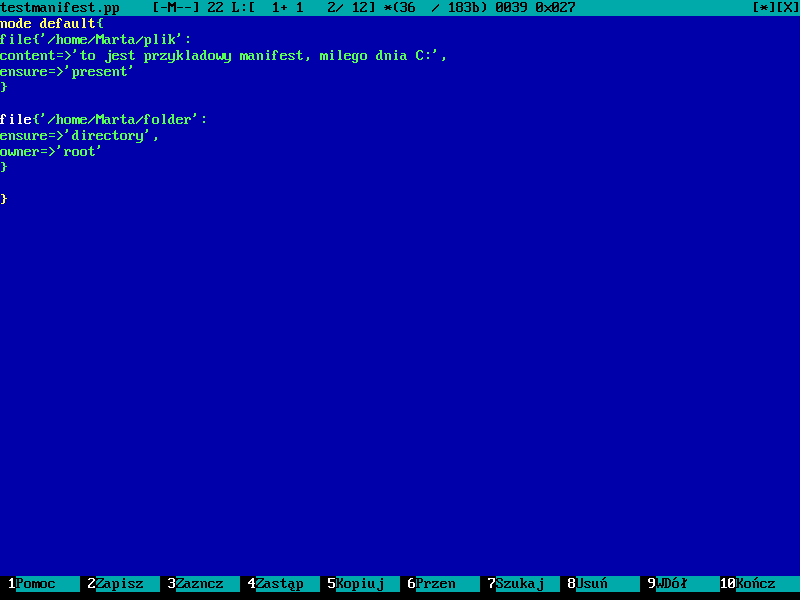 testmanifest.pp [-M--] 22 L:[ 1+ 1 2/ 12] *(36 / 183b) 0039 0x027 [*][X]
node default{
file{'/home/Marta/plik':
content=>'to jest przykladowy manifest, milego dnia C:',
ensure=>'present'
}
file{'/home/Marta/folder':
ensure=>'directory',
owner=>'root'
}
}
1Pomoc 2Zapisz 3Zazncz 4Zastąp 5Kopiuj 6Przen 7Szukaj 8Usuń 9WDół 10Kończ